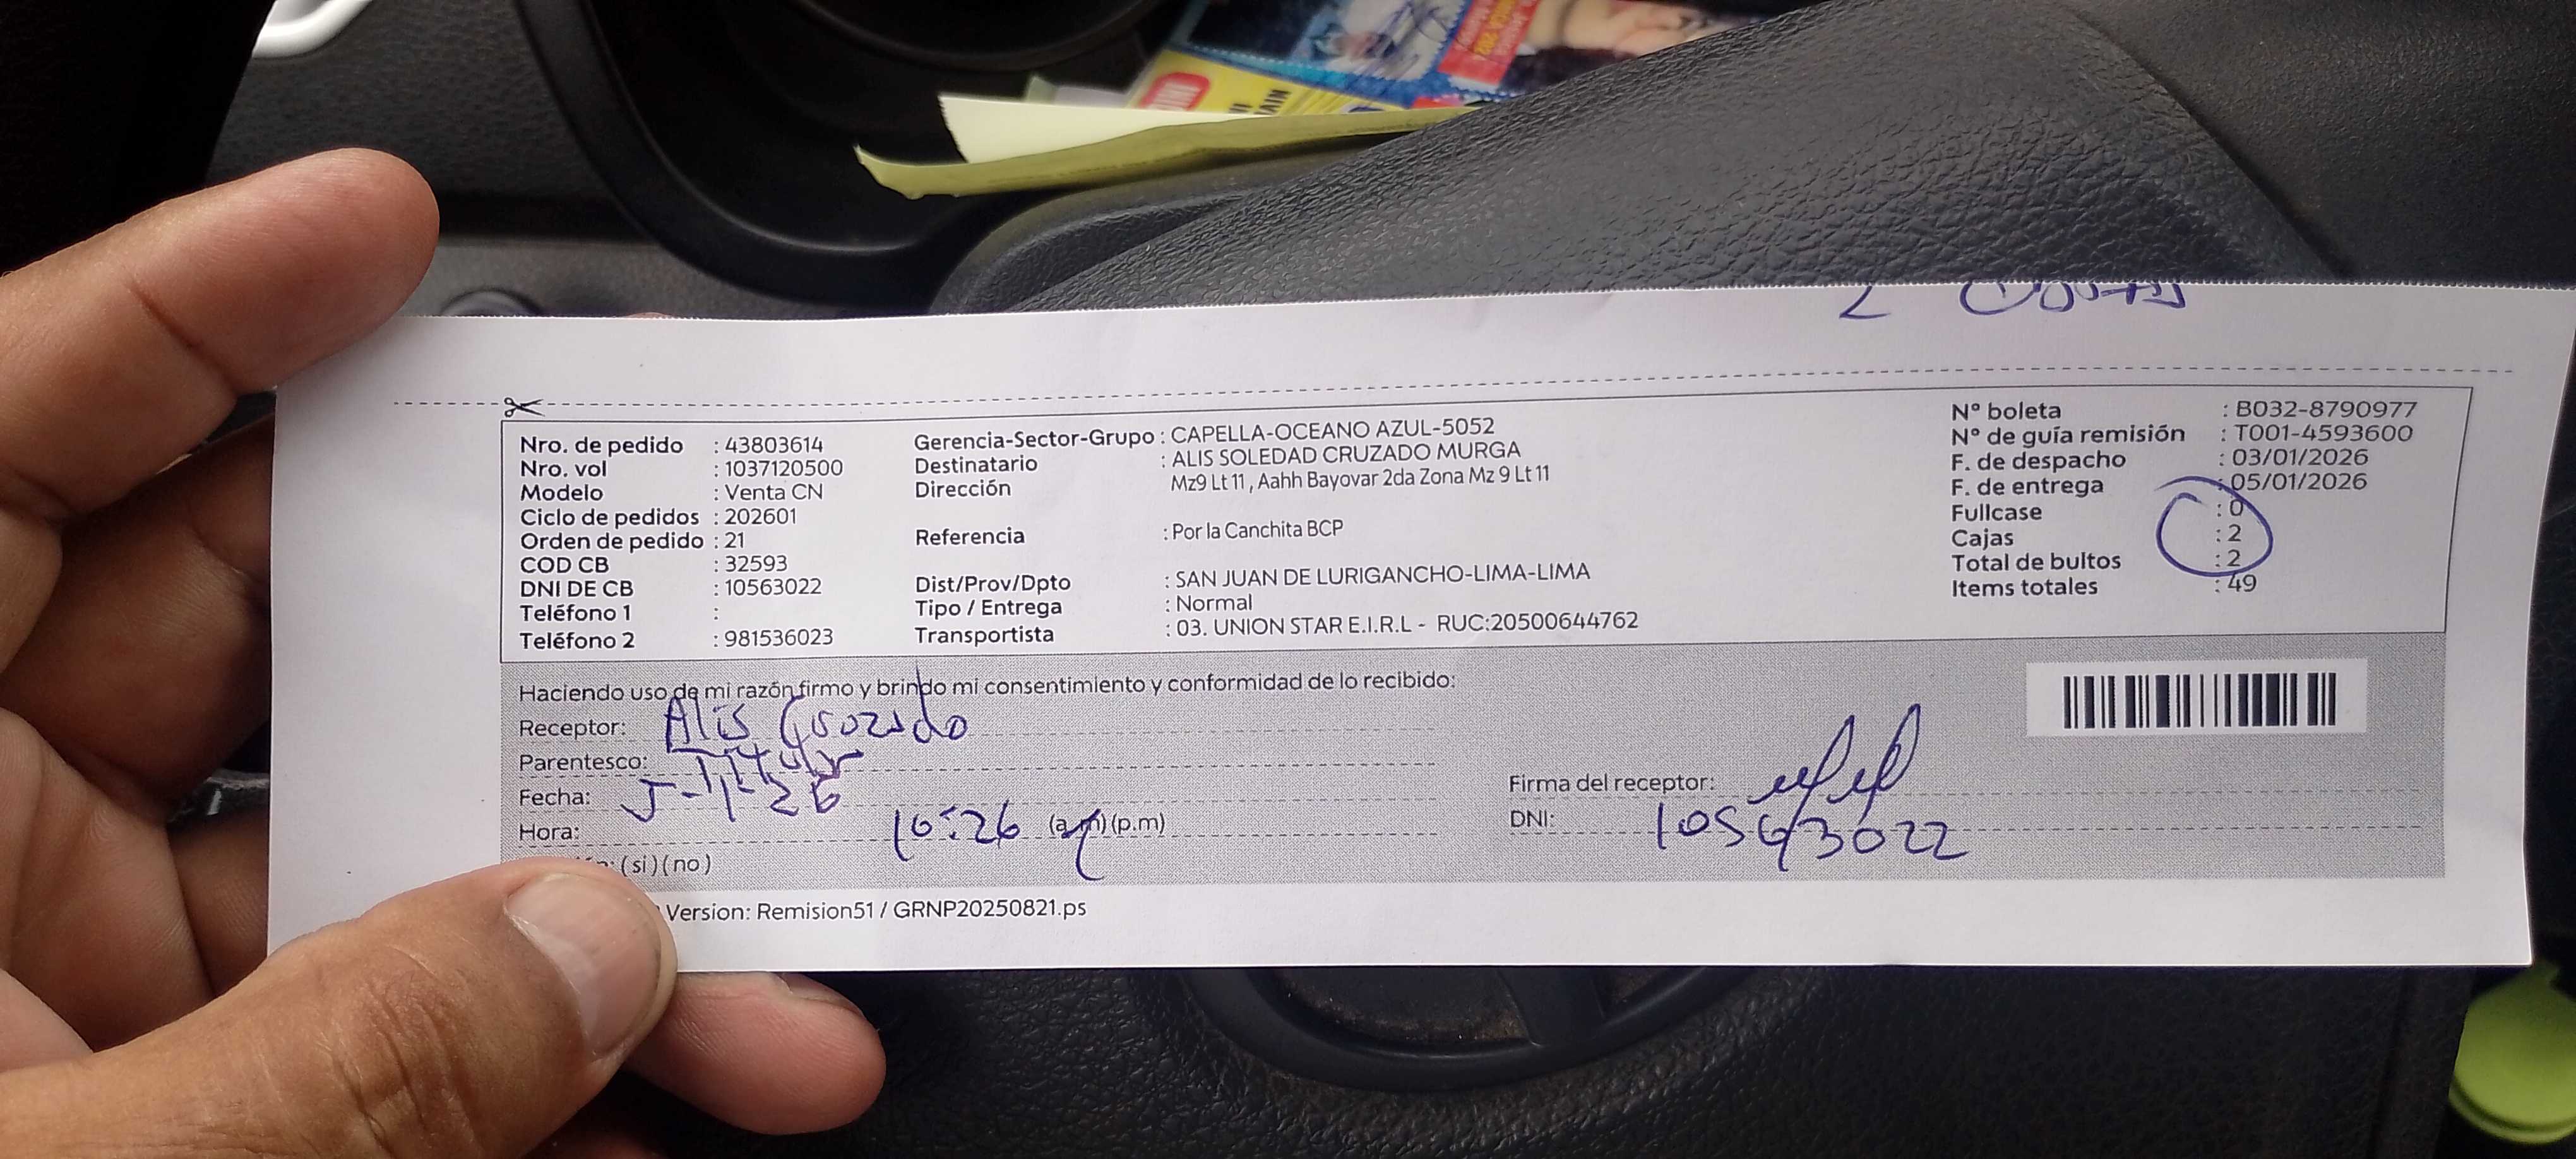 Nro. de pedido : 43803614
Nro. vol : 1037120500
Modelo : Venta CN
Ciclo de pedidos : 202601
Orden de pedido : 21
COD CB : 32593
DNI DE CB : 10563022
Teléfono 1 :
Teléfono 2 : 981536023
Gerencia-Sector-Grupo : CAPELLA-OCEANO AZUL-5052
Destinatario : ALIS SOLEDAD CRUZADO MURGA
Dirección Mz9 Lt 11 , Aahh Bayovar 2da Zona Mz 9 Lt 11
Referencia : Por la Canchita BCP
Dist/Prov/Dpto : SAN JUAN DE LURIGANCHO-LIMA-LIMA
Tipo / Entrega : Normal
Transportista : 03. UNION STAR E.I.R.L - RUC:20500644762
N° boleta : B032-8790977
N° de guía remisión : T001-4593600
F. de despacho : 03/01/2026
F. de entrega : 05/01/2026
Fullcase : 0
Cajas : 2
Total de bultos : 2
Items totales : 49
Haciendo uso de mi razón firmo y brindo mi consentimiento y conformidad de lo recibido:
Receptor: Alis Cruzado
Parentesco: Titular
Fecha: 5-1-26
Hora: 10:26 (a.m) (p.m)
(si) (no)
Firma del receptor:
DNI: 10563022
Version: Remision51 / GRNP20250821.ps